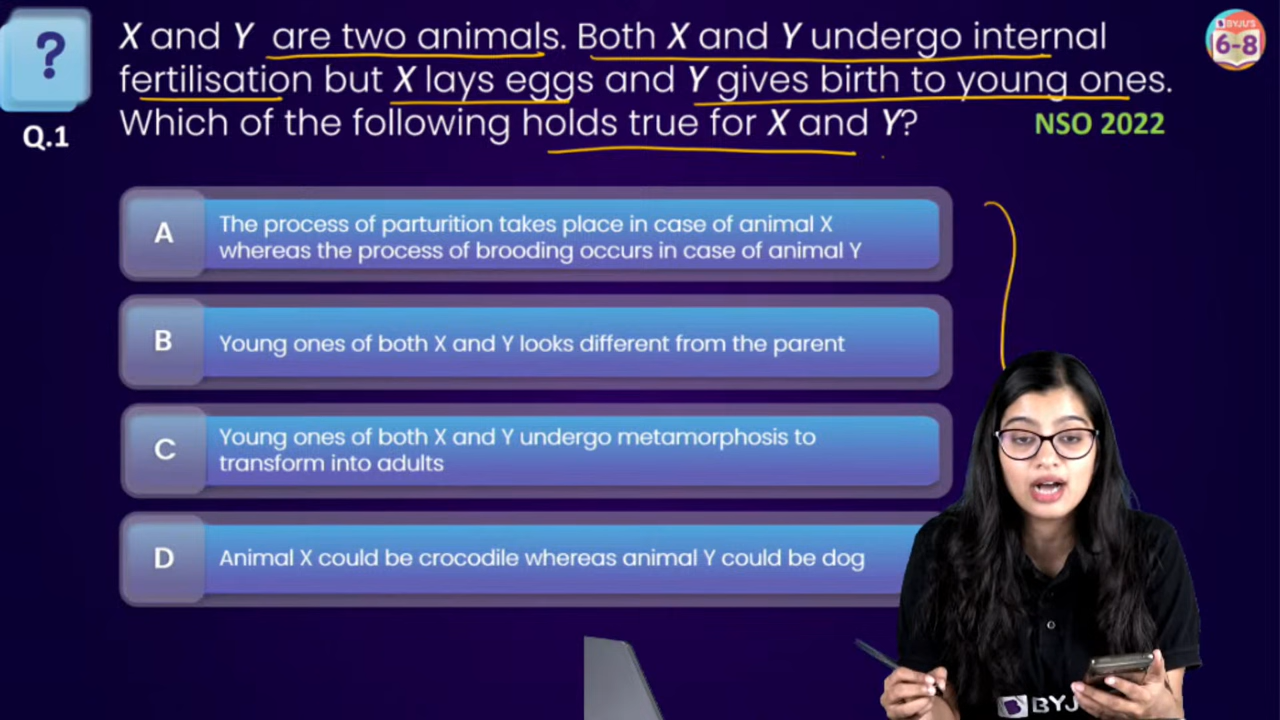 ?
Q.1
X and Y are two animals. Both X and Y undergo internal
fertilisation but X lays eggs and Y gives birth to young ones.
Which of the following holds true for X and Y?
NSO 2022
BYJU'S
6-8
A
The process of parturition takes place in case of animal X
whereas the process of brooding occurs in case of animal Y
B
Young ones of both X and Y looks different from the parent
C
Young ones of both X and Y undergo metamorphosis to
transform into adults
D
Animal X could be crocodile whereas animal Y could be dog
BYJ